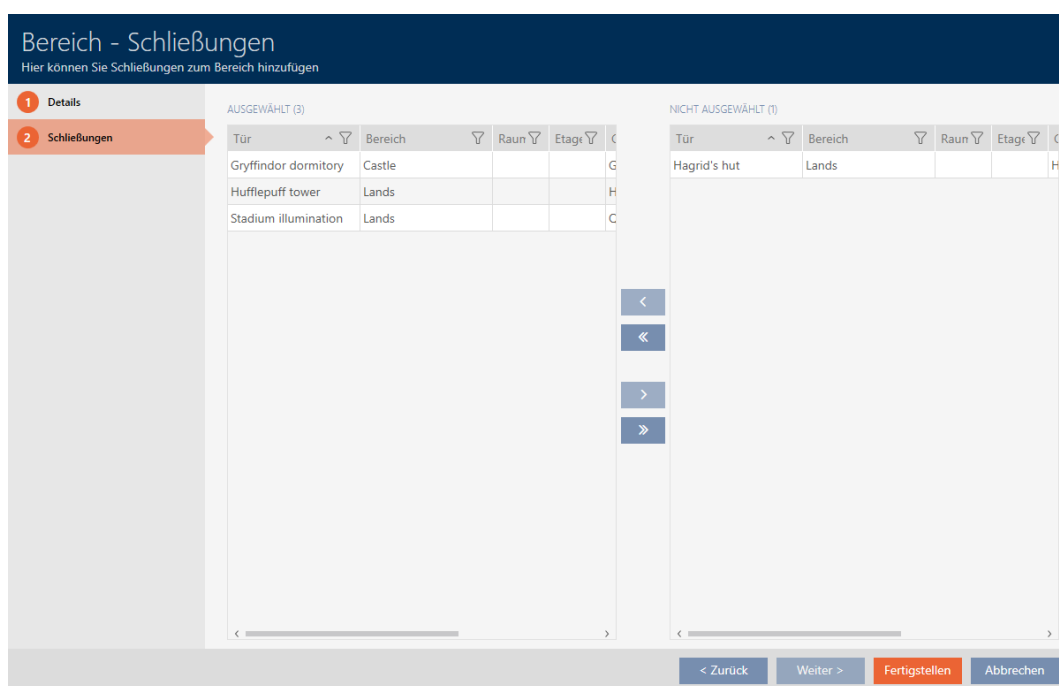 Bereich - Schließungen
Hier können Sie Schließungen zum Bereich hinzufügen
1 Details
2 Schließungen
AUSGEWÄHLT (3)
Tür Bereich Raum Etage
Gryffindor dormitory Castle G
Hufflepuff tower Lands H
Stadium illumination Lands
NICHT AUSGEWÄHLT (1)
Tür Bereich Raum Etage
Hagrid's hut Lands H
< Zurück Weiter > Fertigstellen Abbrechen